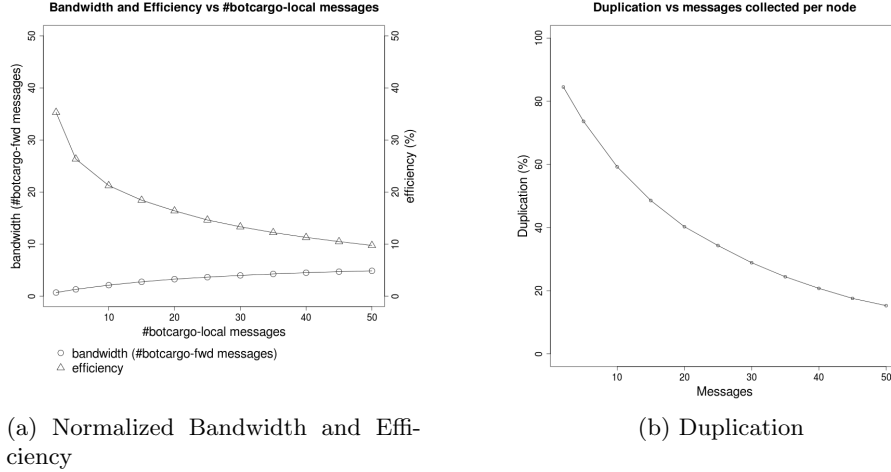 Bandwidth and Efficiency vs #botcargo-local messages
50
40
30
20
10
0
bandwidth (#botcargo-fwd messages)
50
40
30
20
10
0
efficiency (%)
10 20 30 40 50
#botcargo-local messages
bandwidth (#botcargo-fwd messages)
efficiency
(a) Normalized Bandwidth and Effi-
ciency
Duplication vs messages collected per node
100
80
60
40
20
0
Duplication (%)
10 20 30 40 50
Messages
(b) Duplication